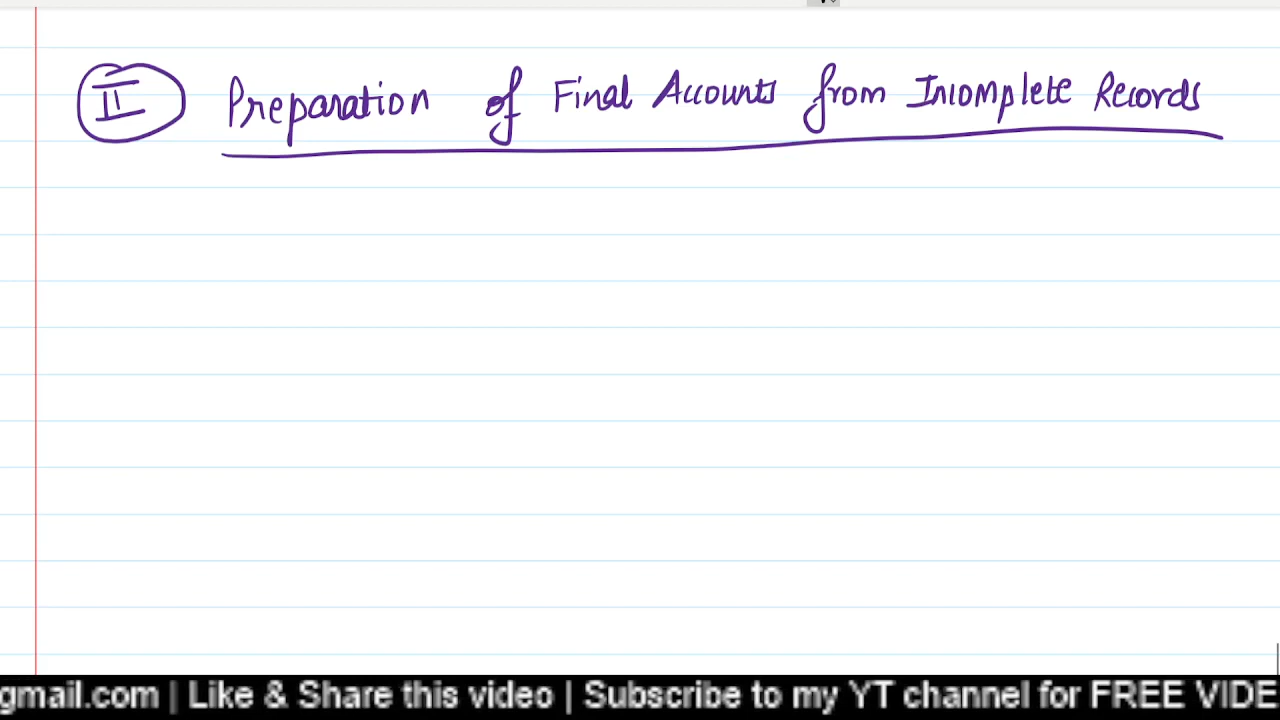 II Preparation of Final Accounts from Incomplete Records
gmail.com | Like & Share this video | Subscribe to my YT channel for FREE VIDE